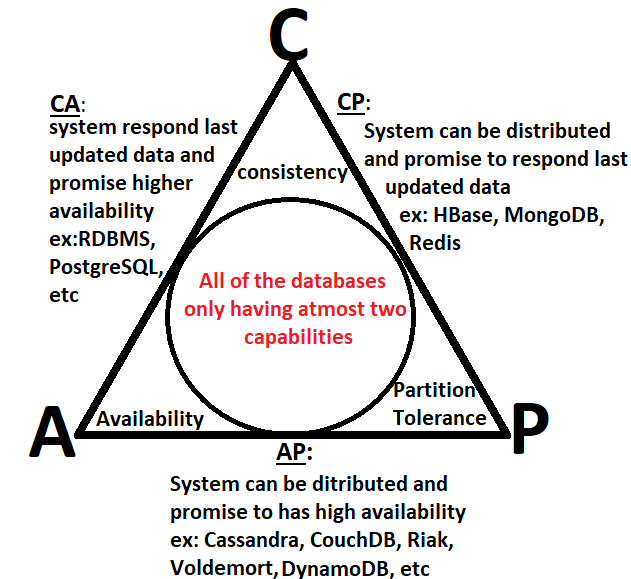 C
CA:
system respond last
updated data and
promise higher
availability
ex:RDBMS,
PostgreSQL,
etc
CP:
System can be distributed
and promise to respond last
updated data
ex: HBase, MongoDB,
Redis
consistency
All of the databases
only having atmost two
capabilities
A
Availability
Partition
Tolerance
P
AP:
System can be ditributed and
promise to has high availability
ex: Cassandra, CouchDB, Riak,
Voldemort, DynamoDB, etc